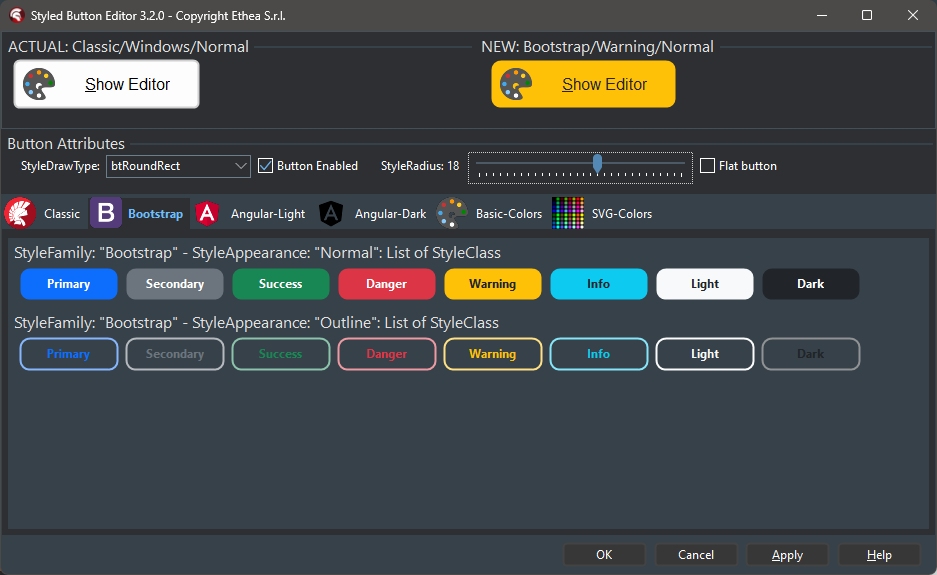 Styled Button Editor 3.2.0 - Copyright Ethea S.r.l.
ACTUAL: Classic/Windows/Normal
NEW: Bootstrap/Warning/Normal
Show Editor
Show Editor
Button Attributes
StyleDrawType: btRoundRect Button Enabled StyleRadius: 18 Flat button
Classic B Bootstrap A Angular-Light A Angular-Dark Basic-Colors SVG-Colors
StyleFamily: "Bootstrap" - StyleAppearance: "Normal": List of StyleClass
Primary Secondary Success Danger Warning Info Light Dark
StyleFamily: "Bootstrap" - StyleAppearance: "Outline": List of StyleClass
Primary Secondary Success Danger Warning Info Light Dark
OK Cancel Apply Help